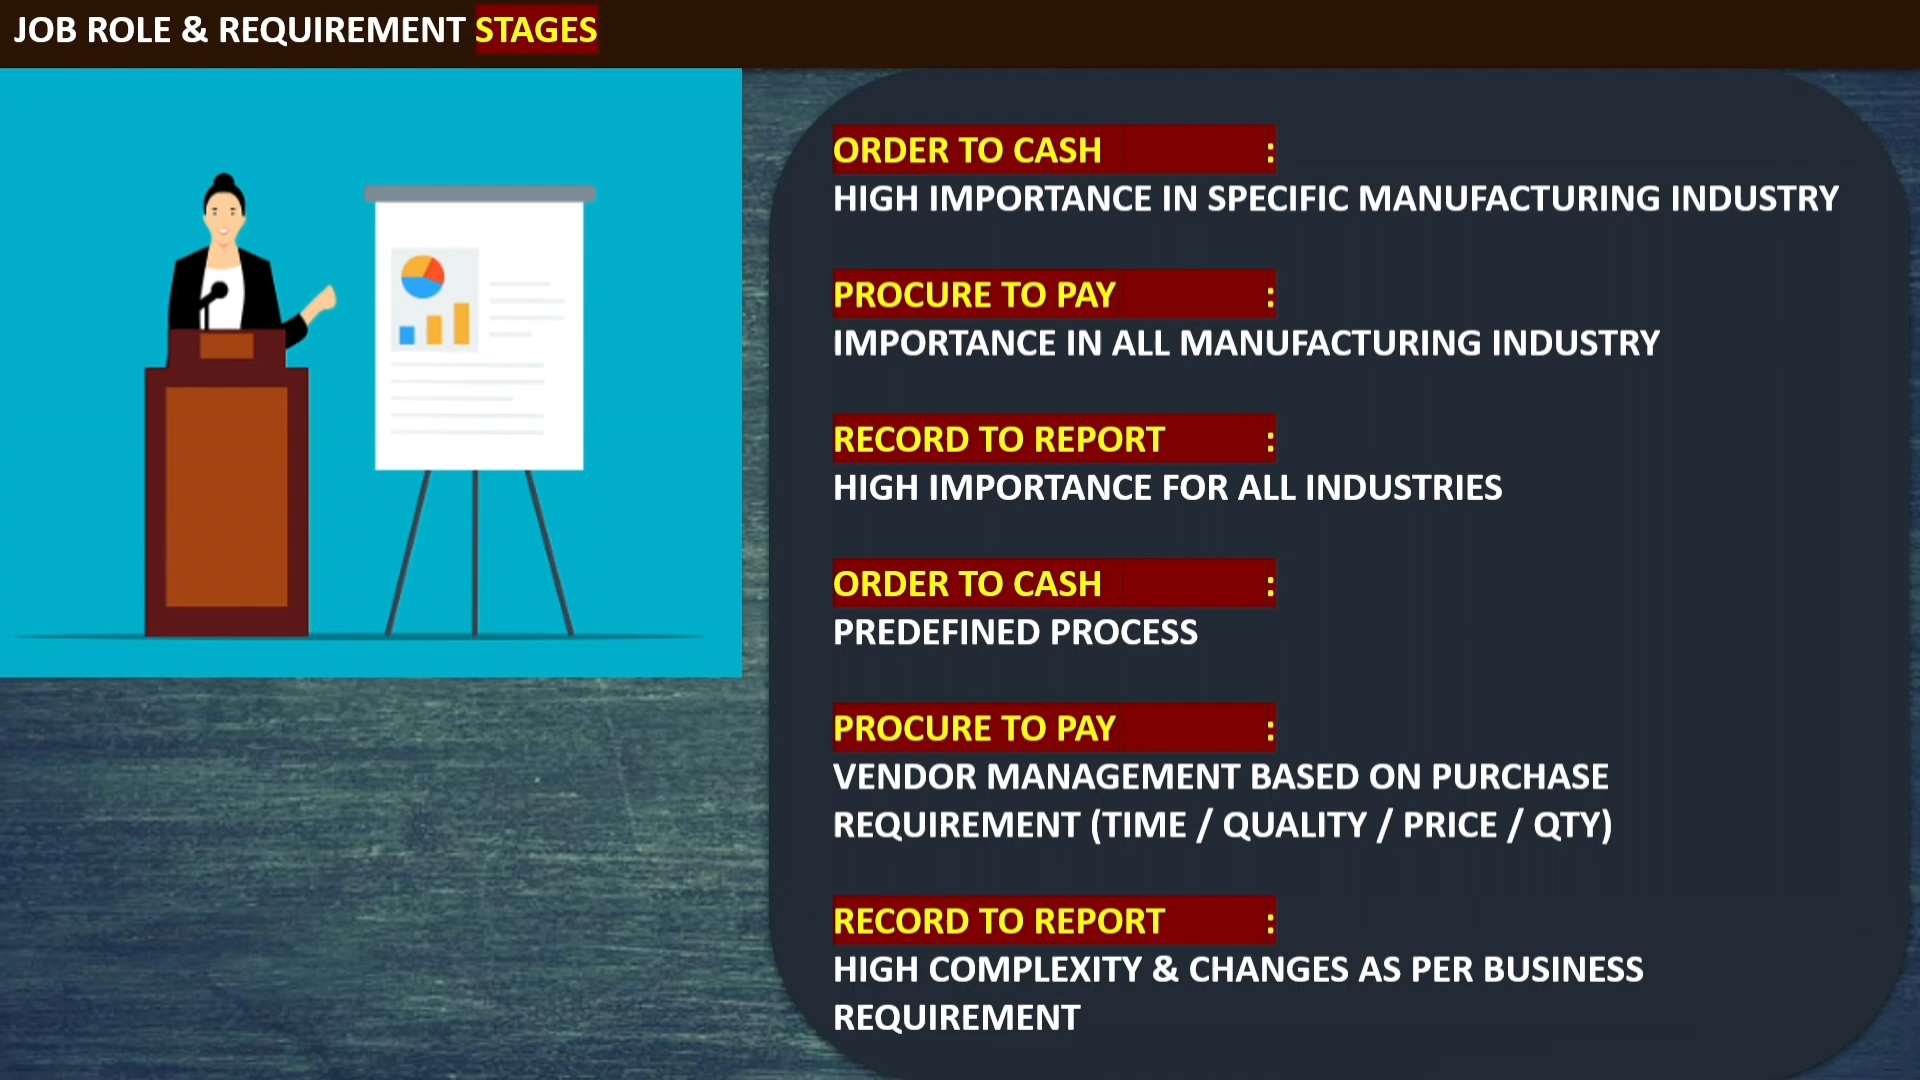 JOB ROLE & REQUIREMENT STAGES
ORDER TO CASH :
HIGH IMPORTANCE IN SPECIFIC MANUFACTURING INDUSTRY
PROCURE TO PAY :
IMPORTANCE IN ALL MANUFACTURING INDUSTRY
RECORD TO REPORT :
HIGH IMPORTANCE FOR ALL INDUSTRIES
ORDER TO CASH :
PREDEFINED PROCESS
PROCURE TO PAY :
VENDOR MANAGEMENT BASED ON PURCHASE
REQUIREMENT (TIME / QUALITY / PRICE / QTY)
RECORD TO REPORT :
HIGH COMPLEXITY & CHANGES AS PER BUSINESS
REQUIREMENT